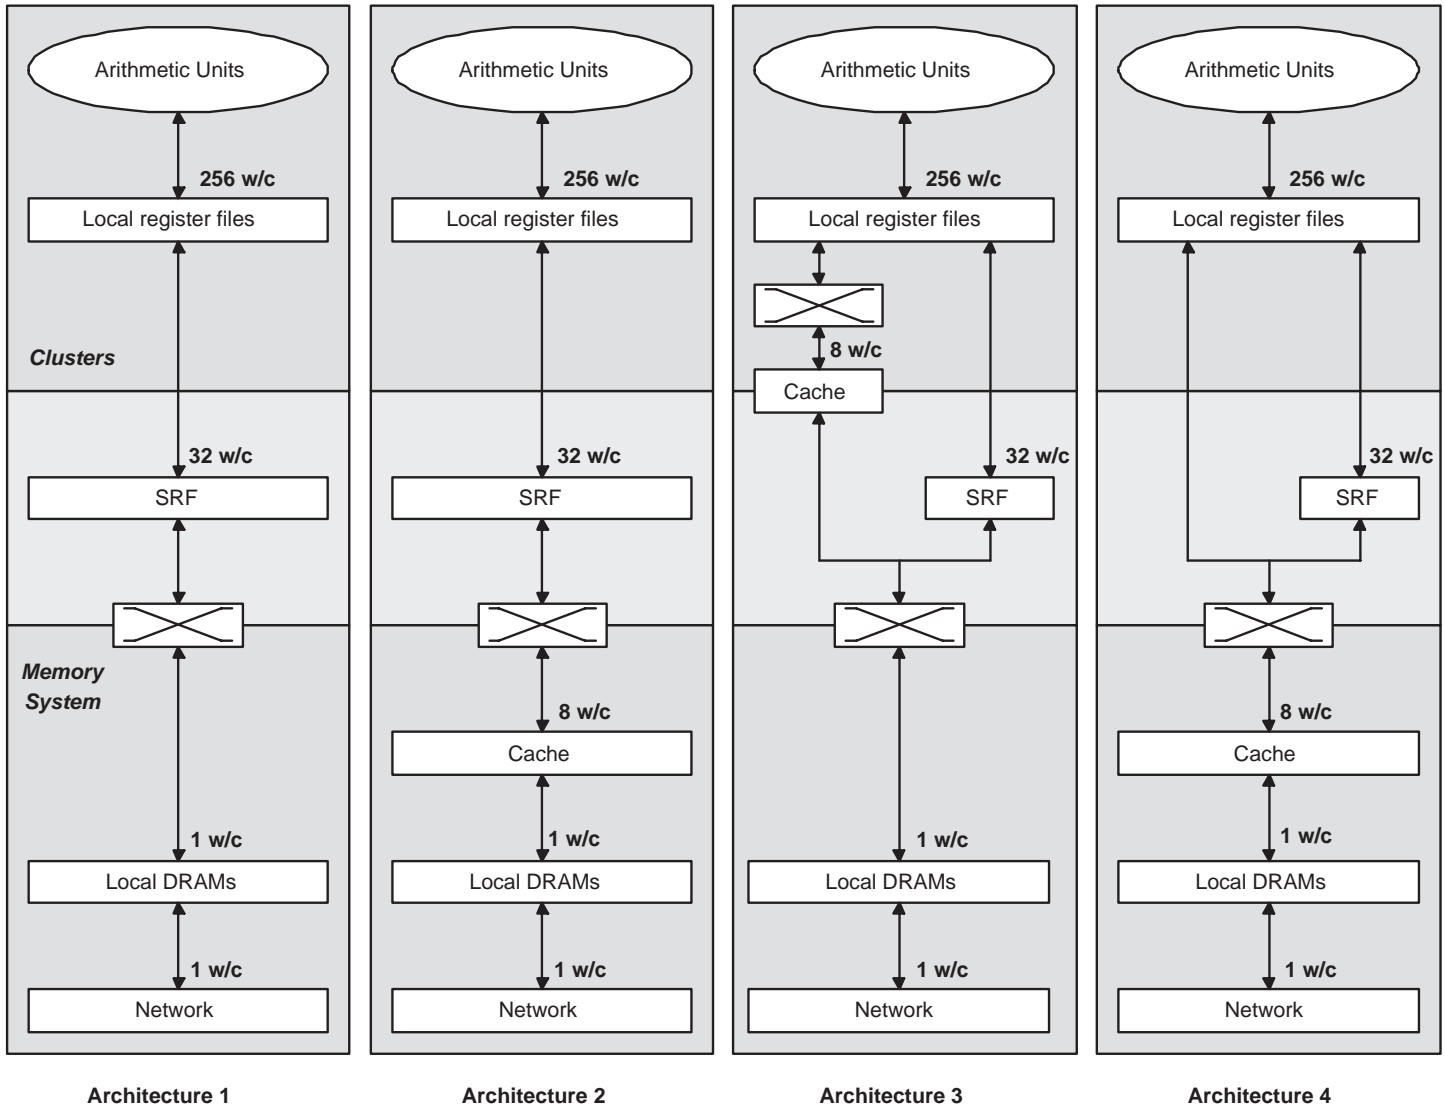 Arithmetic Units
256 w/c
Local register files
Clusters
32 w/c
SRF
Memory
System
1 w/c
Local DRAMs
1 w/c
Network
Architecture 1
Arithmetic Units
256 w/c
Local register files
32 w/c
SRF
8 w/c
Cache
1 w/c
Local DRAMs
1 w/c
Network
Architecture 2
Arithmetic Units
256 w/c
Local register files
8 w/c
Cache
32 w/c
SRF
1 w/c
Local DRAMs
1 w/c
Network
Architecture 3
Arithmetic Units
256 w/c
Local register files
32 w/c
SRF
8 w/c
Cache
1 w/c
Local DRAMs
1 w/c
Network
Architecture 4